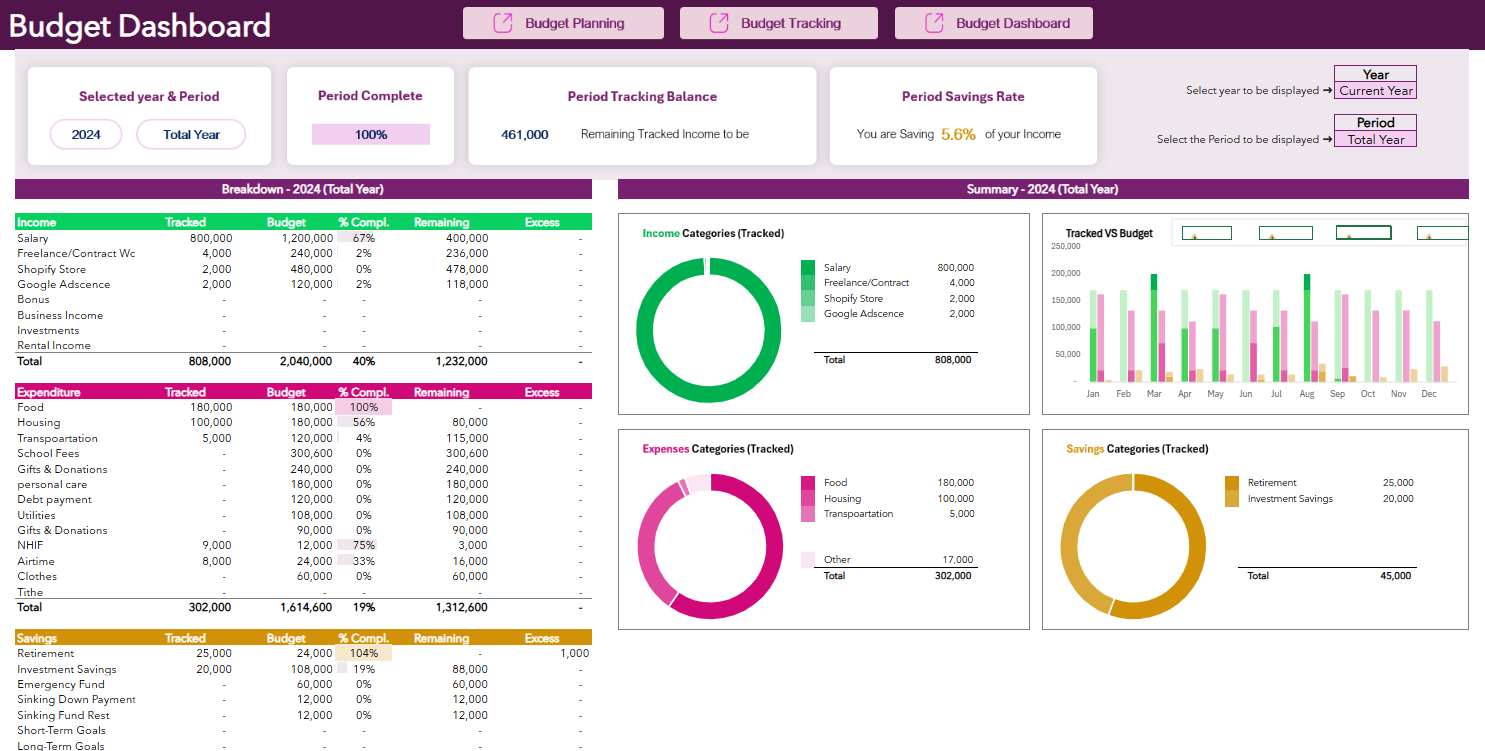 Budget Dashboard
Budget Planning
Budget Tracking
Budget Dashboard
Selected year & Period
2024 Total Year
Period Complete
100%
Period Tracking Balance
461,000 Remaining Tracked Income to be
Period Savings Rate
You are Saving 5.6% of your Income
Year
Select year to be displayed → Current Year
Period
Select the Period to be displayed → Total Year
Breakdown - 2024 (Total Year)
Income Tracked Budget % Compl. Remaining Excess
Salary 800,000 1,200,000 67% 400,000 -
Freelance/Contract Wc 4,000 240,000 2% 236,000 -
Shopify Store 2,000 480,000 0% 478,000 -
Google Adscence 2,000 120,000 2% 118,000 -
Bonus - - - - -
Business Income - - - - -
Investments - - - - -
Rental Income - - - - -
Total 808,000 2,040,000 40% 1,232,000 -
Expenditure Tracked Budget % Compl. Remaining Excess
Food 180,000 180,000 100% - -
Housing 100,000 180,000 56% 80,000 -
Transpoartation 5,000 120,000 4% 115,000 -
School Fees - 300,600 0% 300,600 -
Gifts & Donations - 240,000 0% 240,000 -
personal care - 180,000 0% 180,000 -
Debt payment - 120,000 0% 120,000 -
Utilities - 108,000 0% 108,000 -
Gifts & Donations - 90,000 0% 90,000 -
NHIF 9,000 12,000 75% 3,000 -
Airtime 8,000 24,000 33% 16,000 -
Clothes - 60,000 0% 60,000 -
Tithe - - - - -
Total 302,000 1,614,600 19% 1,312,600 -
Savings Tracked Budget % Compl. Remaining Excess
Retirement 25,000 24,000 104% - 1,000
Investment Savings 20,000 108,000 19% 88,000 -
Emergency Fund - 60,000 0% 60,000 -
Sinking Down Payment - 12,000 0% 12,000 -
Sinking Fund Rest - 12,000 0% 12,000 -
Short-Term Goals - - - - -
Long-Term Goals - - - - -
Summary - 2024 (Total Year)
Income Categories (Tracked)
Salary 800,000
Freelance/Contract 4,000
Shopify Store 2,000
Google Adscence 2,000
Total 808,000
Tracked VS Budget
250,000
200,000
150,000
100,000
50,000
-
Jan Feb Mar Apr May Jun Jul Aug Sep Oct Nov Dec
Expenses Categories (Tracked)
Food 180,000
Housing 100,000
Transpoartation 5,000
Other 17,000
Total 302,000
Savings Categories (Tracked)
Retirement 25,000
Investment Savings 20,000
Total 45,000